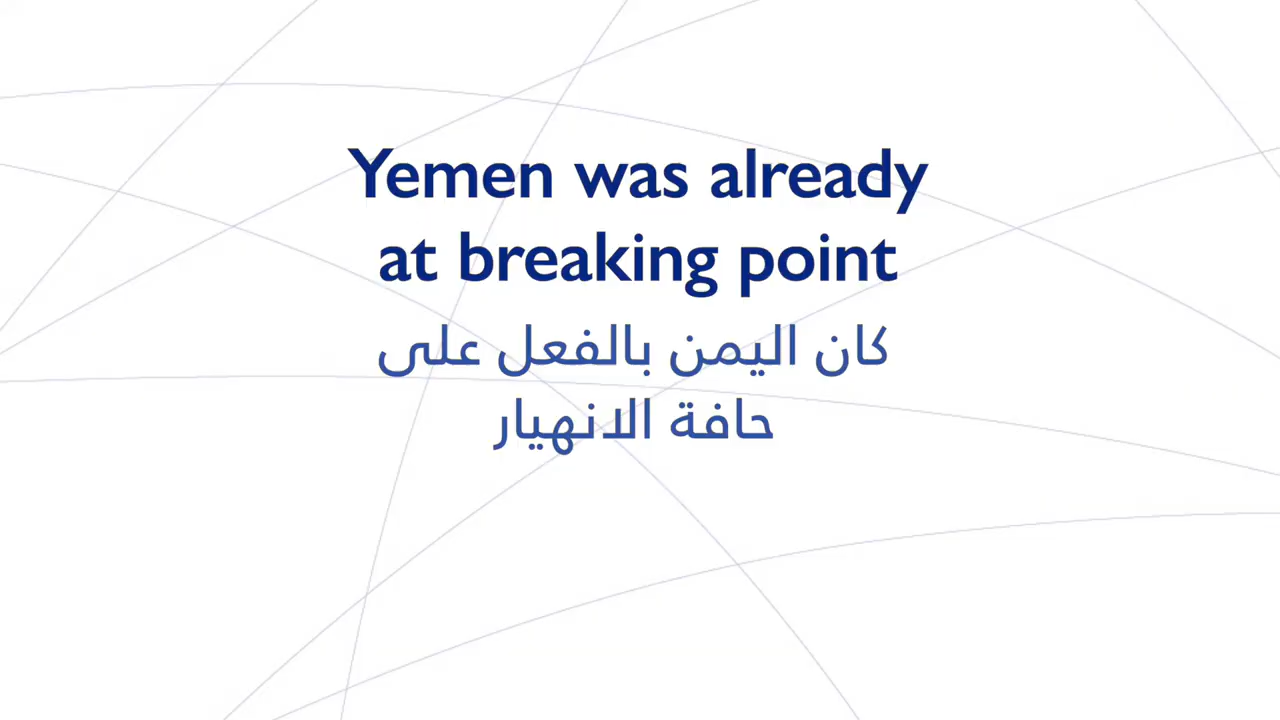 Yemen was already
at breaking point
كان اليمن بالفعل على
حافة الانهيار